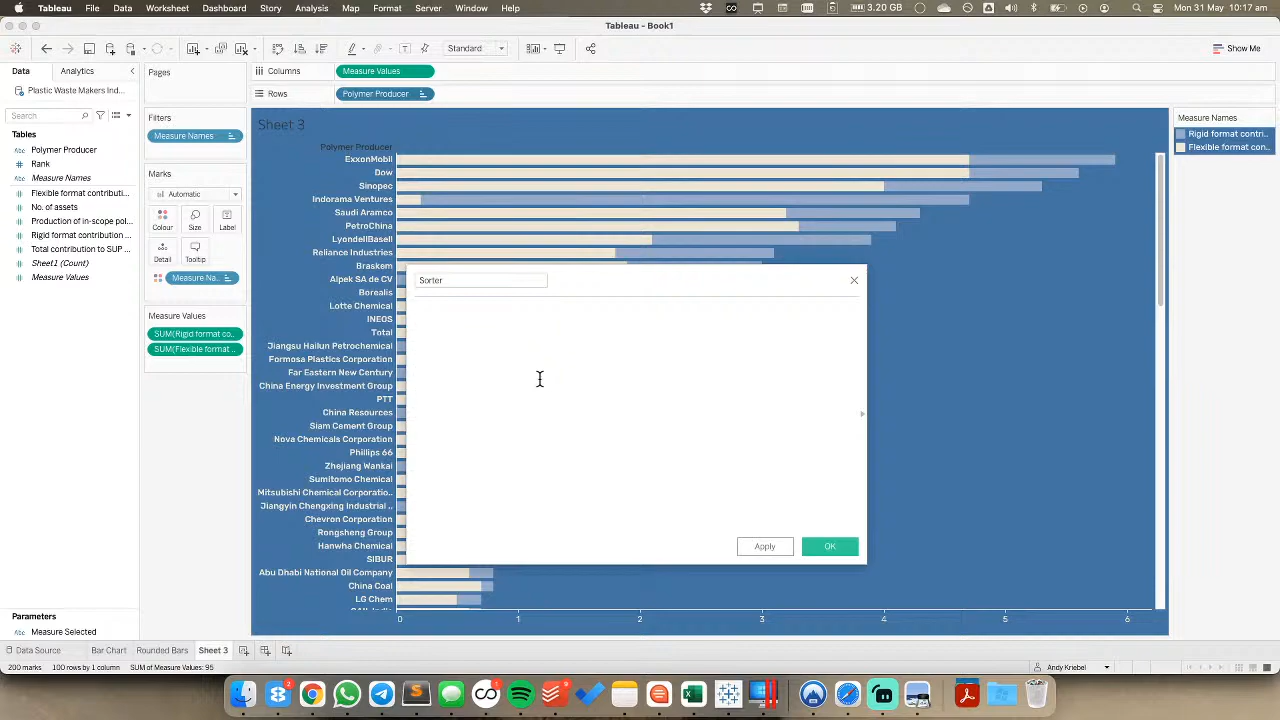 Tableau File Data Worksheet Dashboard Story Analysis Map Format Server Window Help
3.20 GB
Mon 31 May 10:17 am
Tableau - Book1
Standard
Show Me
Data
Analytics
Pages
Columns
Measure Values
Plastic Waste Makers Ind...
Rows
Polymer Producer
Search
Filters
Measure Names
Tables
Measure Names
Rigid format contri..
Flexible format con..
Sheet 3
Polymer Producer
Rank
Measure Names
Flexible format contributi...
No. of assets
Production of in-scope pol...
Rigid format contribution ...
Total contribution to SUP ...
Sheet1 (Count)
Measure Values
Marks
Automatic
Colour
Size
Label
Detail
Tooltip
Measure Na..
Measure Values
SUM(Rigid format co..
SUM(Flexible format ..
Polymer Producer
ExxonMobil
Dow
Sinopec
Indorama Ventures
Saudi Aramco
PetroChina
LyondellBasell
Reliance Industries
Braskem
Alpek SA de CV
Borealis
Lotte Chemical
INEOS
Total
Jiangsu Hailun Petrochemical
Formosa Plastics Corporation
Far Eastern New Century
China Energy Investment Group
PTT
China Resources
Siam Cement Group
Nova Chemicals Corporation
Phillips 66
Zhejiang Wankai
Sumitomo Chemical
Mitsubishi Chemical Corporatio..
Jiangyin Chengxing Industrial ..
Chevron Corporation
Rongsheng Group
Hanwha Chemical
SIBUR
Abu Dhabi National Oil Company
China Coal
LG Chem
Sorter
Apply
OK
0 1 2 3 4 5 6
Parameters
Measure Selected
Data Source
Bar Chart
Rounded Bars
Sheet 3
200 marks
100 rows by 1 column
SUM of Measure Values: 95
Andy Kriebel
2
1
9